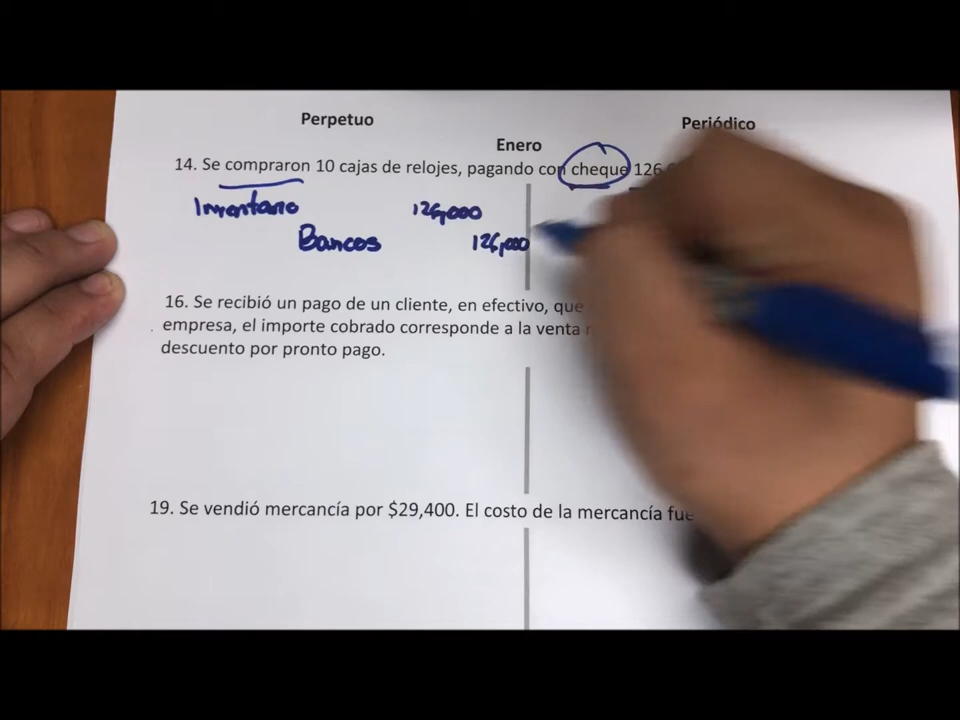 Perpetuo
Periódico
Enero
14. Se compraron 10 cajas de relojes, pagando con cheque 126
Inventario 126,000
Bancos 126,000
16. Se recibió un pago de un cliente, en efectivo, que
empresa, el importe cobrado corresponde a la venta
descuento por pronto pago.
19. Se vendió mercancía por $29,400. El costo de la mercancía fue